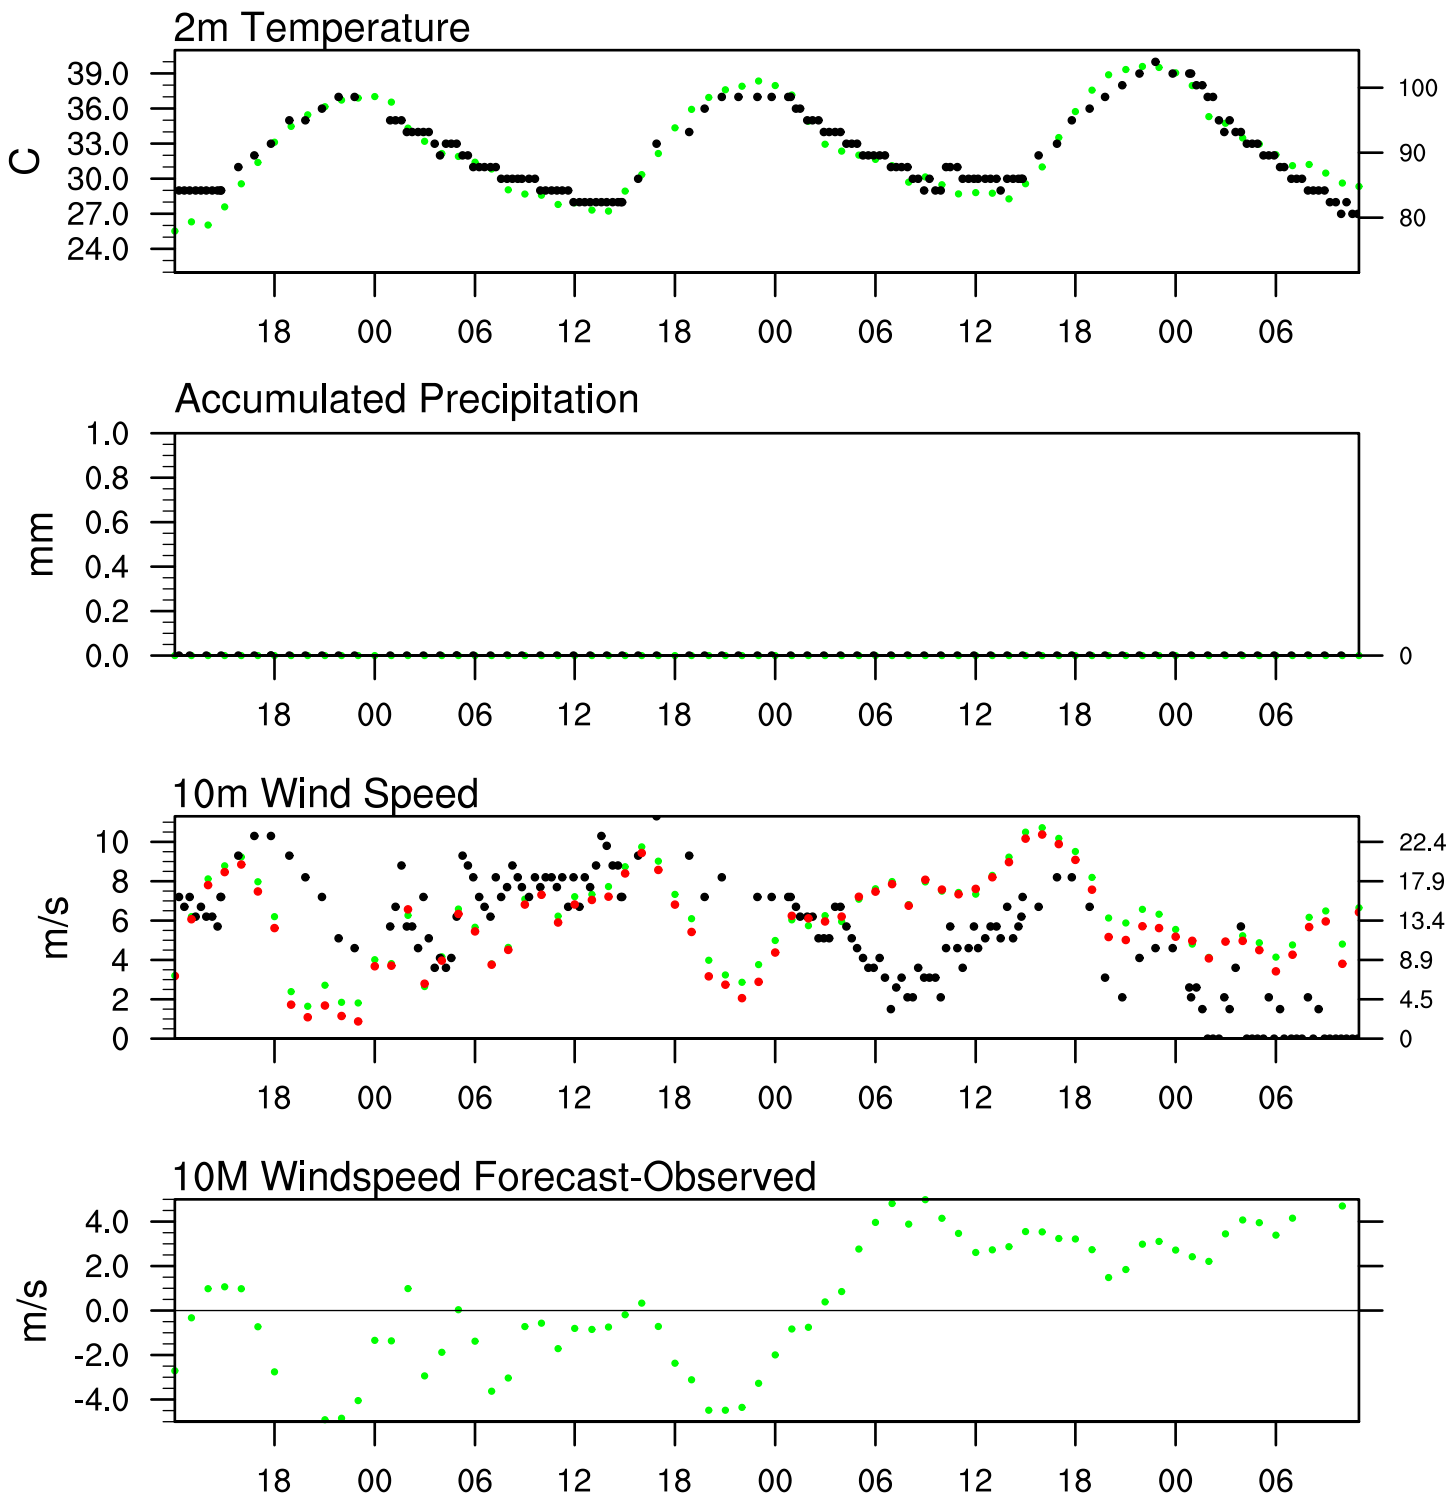 2m Temperature
39.0
36.0
33.0
30.0
27.0
24.0
C
100
90
80
18 00 06 12 18 00 06 12 18 00 06
Accumulated Precipitation
1.0
0.8
0.6
0.4
0.2
0.0
mm
0
18 00 06 12 18 00 06 12 18 00 06
10m Wind Speed
10
8
6
4
2
0
m/s
22.4
17.9
13.4
8.9
4.5
0
18 00 06 12 18 00 06 12 18 00 06
10M Windspeed Forecast-Observed
4.0
2.0
0.0
-2.0
-4.0
m/s
18 00 06 12 18 00 06 12 18 00 06